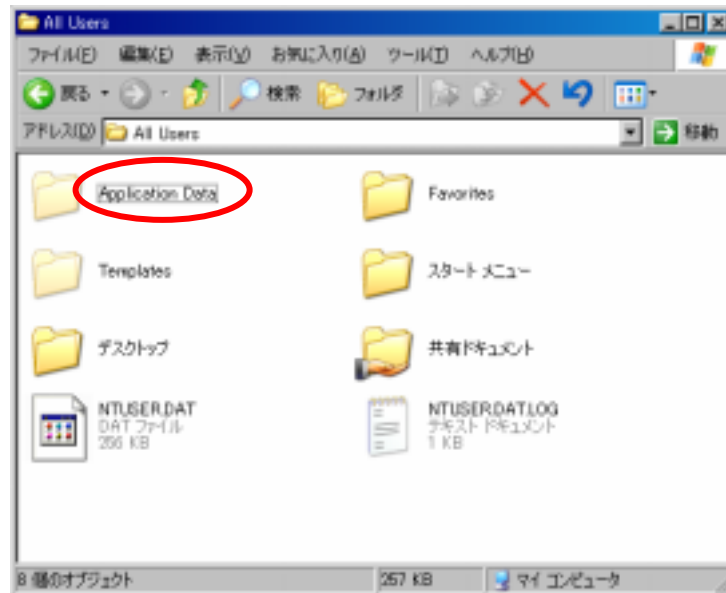 All Users
ファイル(F) 編集(E) 表示(V) お気に入り(A) ツール(T) ヘルプ(H)
戻る 検索 フォルダ
アドレス(D) All Users 移動
Application Data Favorites
Templates スタート メニュー
デスクトップ 共有ドキュメント
NTUSER.DAT NTUSER.DAT.LOG
DAT ファイル テキスト ドキュメント
256 KB 1 KB
8 個のオブジェクト 257 KB マイ コンピュータ